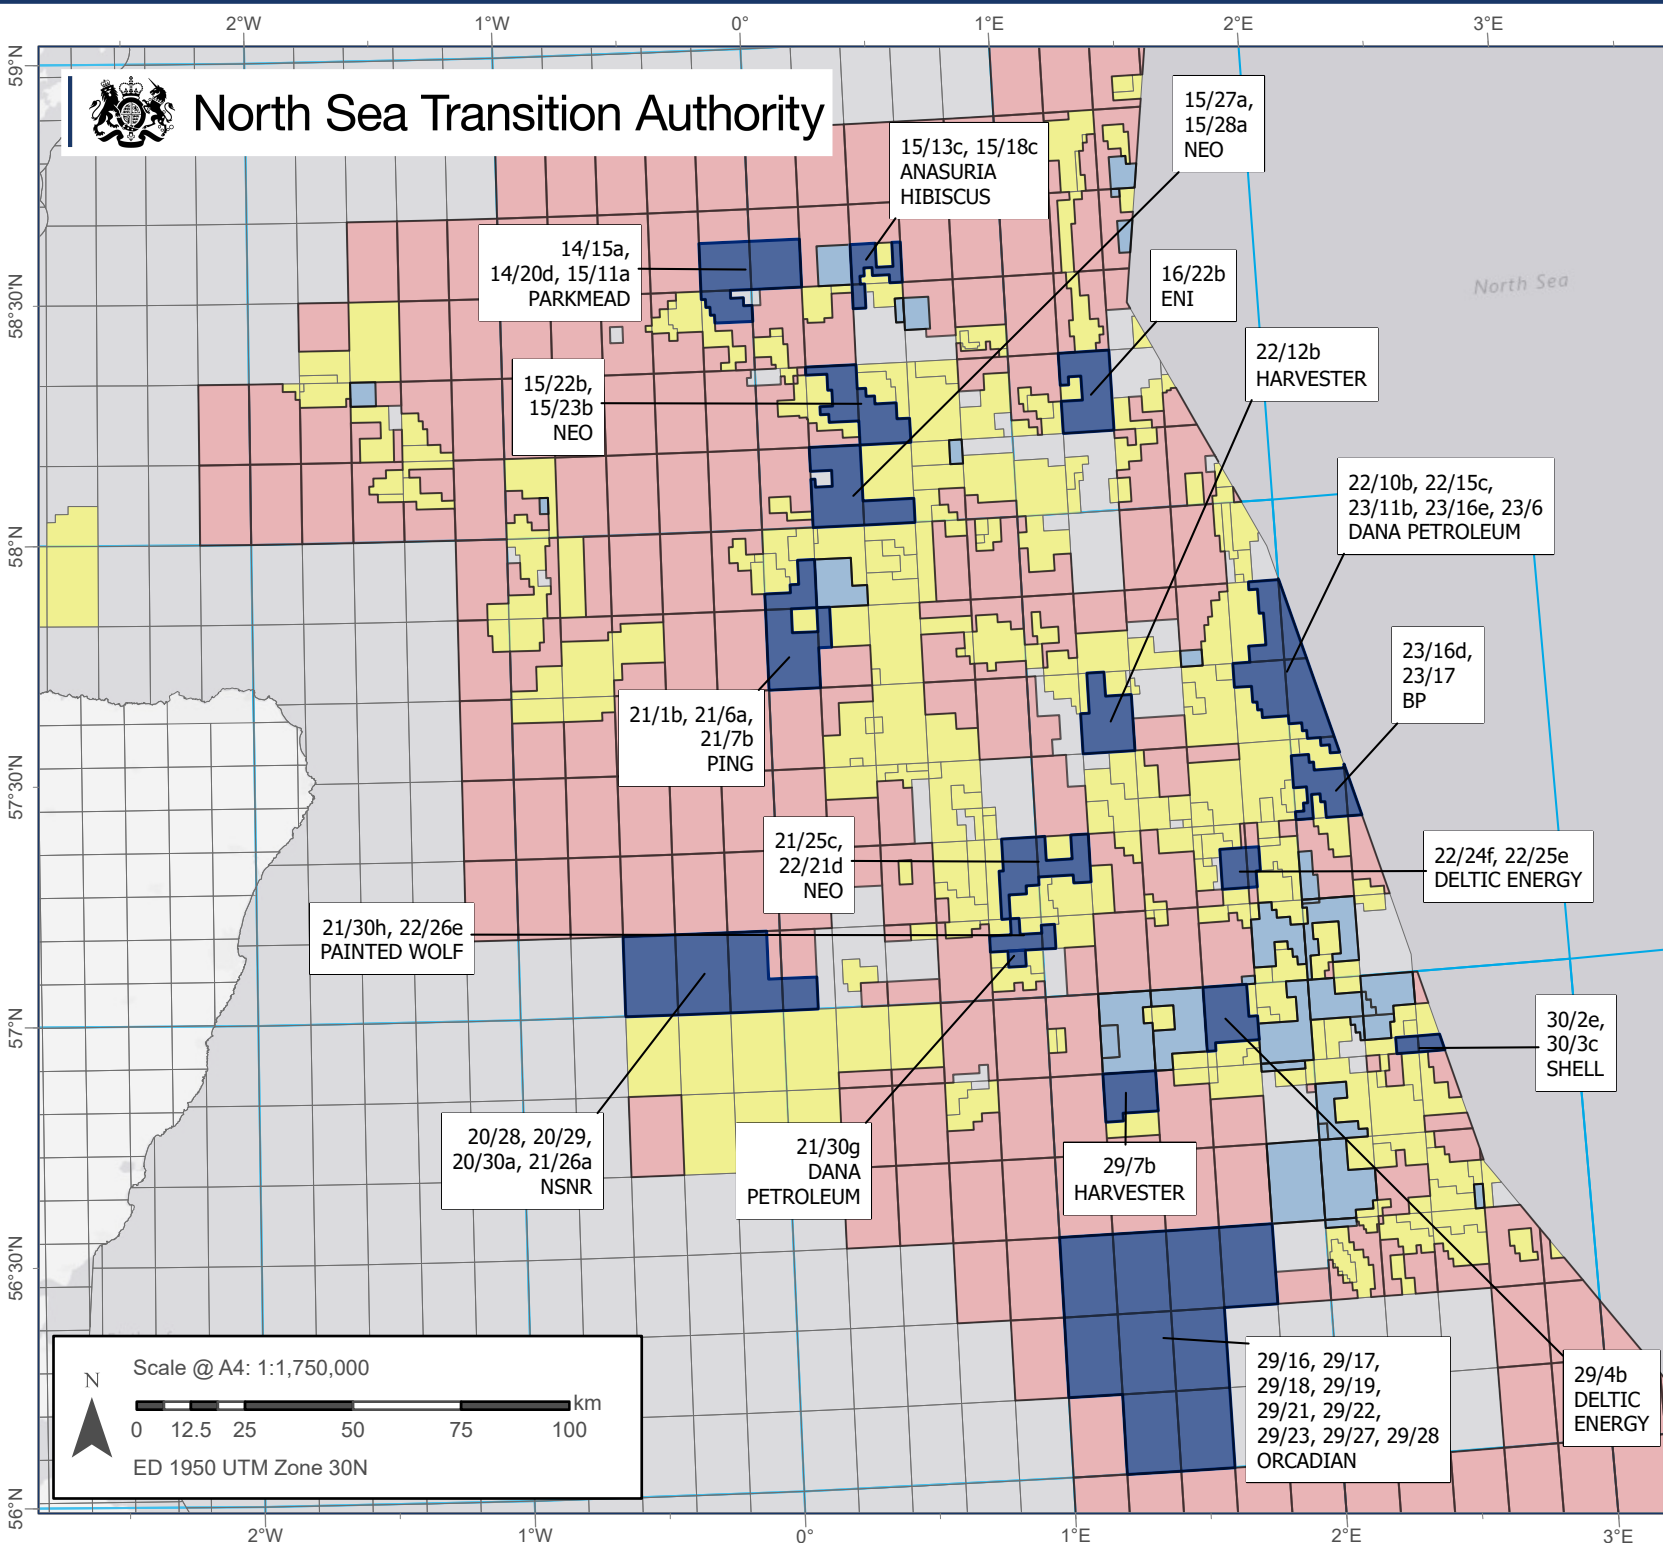 2°W
1°W
0°
1°E
2°E
3°E
59°N
58°30'N
58°N
57°30'N
57°N
56°30'N
56°N
North Sea Transition Authority
North Sea
15/27a,
15/28a
NEO
15/13c, 15/18c
ANASURIA
HIBISCUS
14/15a,
14/20d, 15/11a
PARKMEAD
16/22b
ENI
22/12b
HARVESTER
15/22b,
15/23b
NEO
22/10b, 22/15c,
23/11b, 23/16e, 23/6
DANA PETROLEUM
23/16d,
23/17
BP
21/1b, 21/6a,
21/7b
PING
21/25c,
22/21d
NEO
22/24f, 22/25e
DELTIC ENERGY
21/30h, 22/26e
PAINTED WOLF
30/2e,
30/3c
SHELL
20/28, 20/29,
20/30a, 21/26a
NSNR
21/30g
DANA
PETROLEUM
29/7b
HARVESTER
29/16, 29/17,
29/18, 29/19,
29/21, 29/22,
29/23, 29/27, 29/28
ORCADIAN
29/4b
DELTIC
ENERGY
Scale @ A4: 1:1,750,000
N
km
0 12.5 25 50 75 100
ED 1950 UTM Zone 30N
2°W
1°W
0°
1°E
2°E
3°E